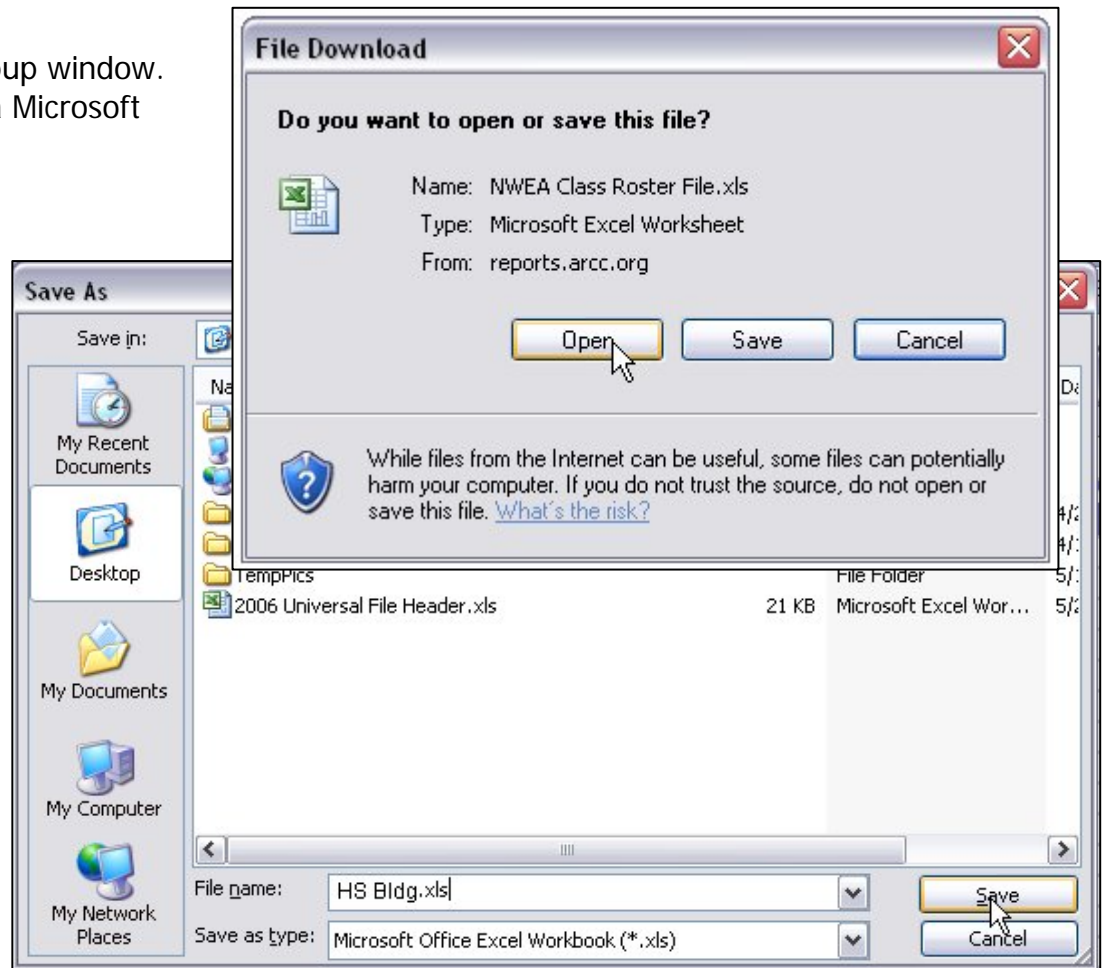 up window.
Microsoft
File Download
Do you want to open or save this file?
Name: NWEA Class Roster File.xls
Type: Microsoft Excel Worksheet
From: reports.arcc.org
Open Save Cancel
While files from the Internet can be useful, some files can potentially
harm your computer. If you do not trust the source, do not open or
save this file. What's the risk?
Save As
Save in:
My Recent
Documents
Desktop
My Documents
My Computer
My Network
Places
TempPics File Folder 5/
2006 Universal File Header.xls 21 KB Microsoft Excel Wor... 5/2
File name: HS Bldg.xls
Save
Save as type: Microsoft Office Excel Workbook (*.xls)
Cancel